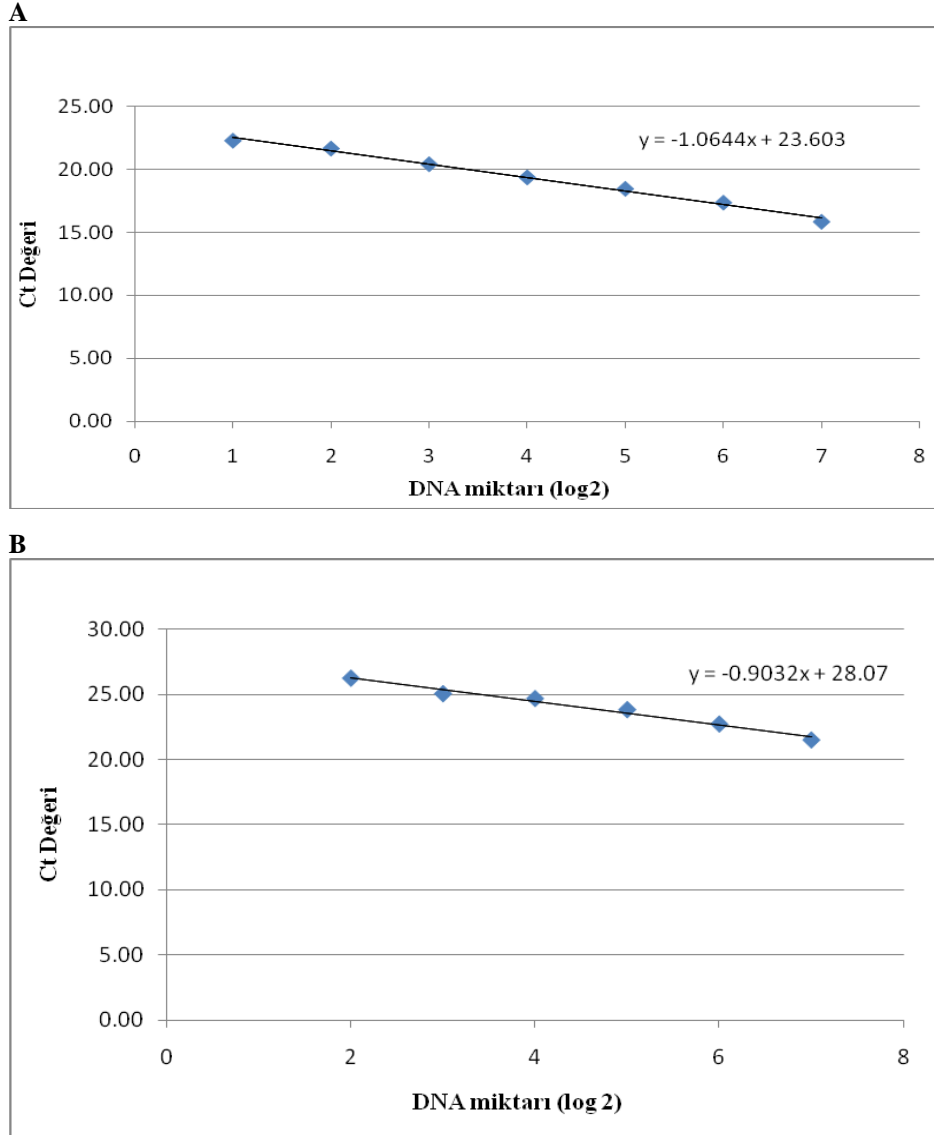 A
25.00
20.00
15.00
10.00
5.00
0.00
y = -1.0644x + 23.603
Ct Değeri
0 1 2 3 4 5 6 7 8
DNA miktarı (log2)
B
30.00
25.00
20.00
15.00
10.00
5.00
0.00
y = -0.9032x + 28.07
Ct Değeri
0 2 4 6 8
DNA miktarı (log 2)